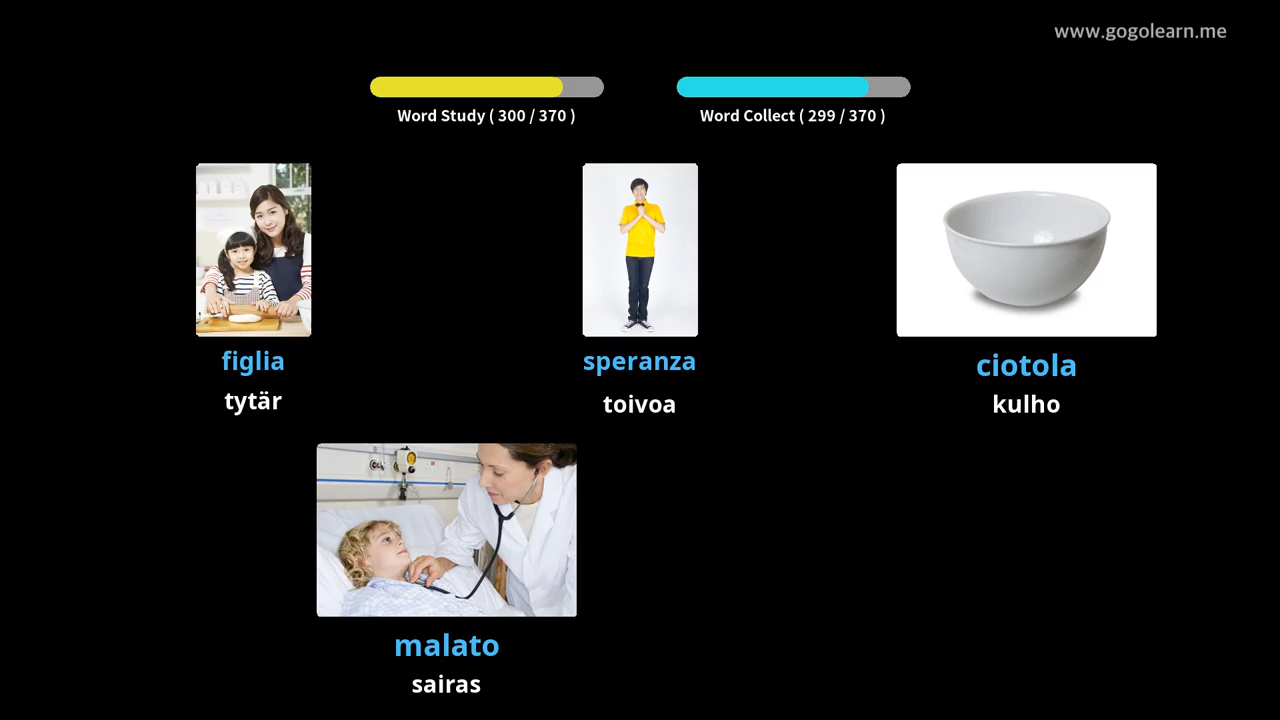 www.gogolearn.me
Word Study ( 300 / 370 )
Word Collect ( 299 / 370 )
figlia
tytär
speranza
toivoa
ciotola
kulho
malato
sairas